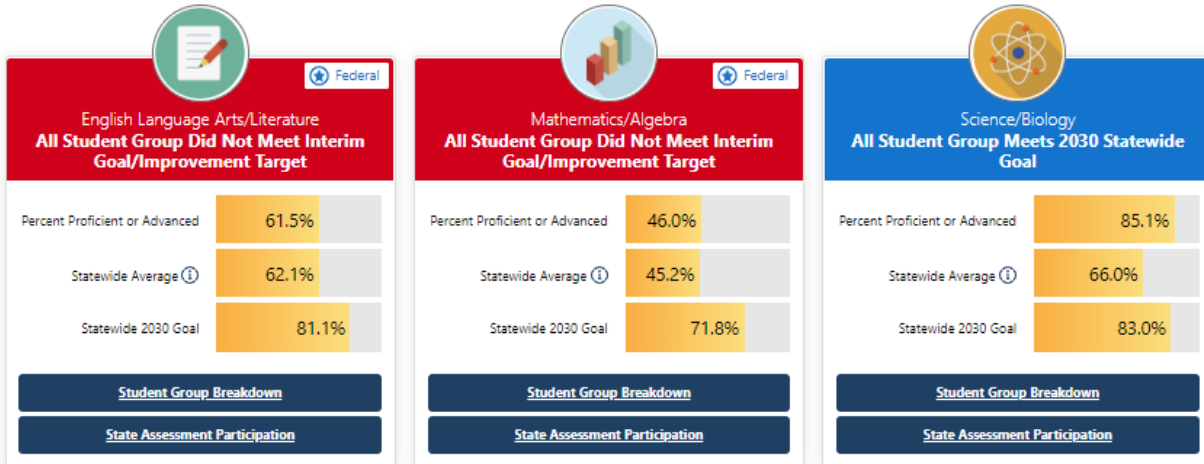 Federal
English Language Arts/Literature
All Student Group Did Not Meet Interim
Goal/Improvement Target
Percent Proficient or Advanced 61.5%
Statewide Average 62.1%
Statewide 2030 Goal 81.1%
Student Group Breakdown
State Assessment Participation
Federal
Mathematics/Algebra
All Student Group Did Not Meet Interim
Goal/Improvement Target
Percent Proficient or Advanced 46.0%
Statewide Average 45.2%
Statewide 2030 Goal 71.8%
Student Group Breakdown
State Assessment Participation
Science/Biology
All Student Group Meets 2030 Statewide
Goal
Percent Proficient or Advanced 85.1%
Statewide Average 66.0%
Statewide 2030 Goal 83.0%
Student Group Breakdown
State Assessment Participation